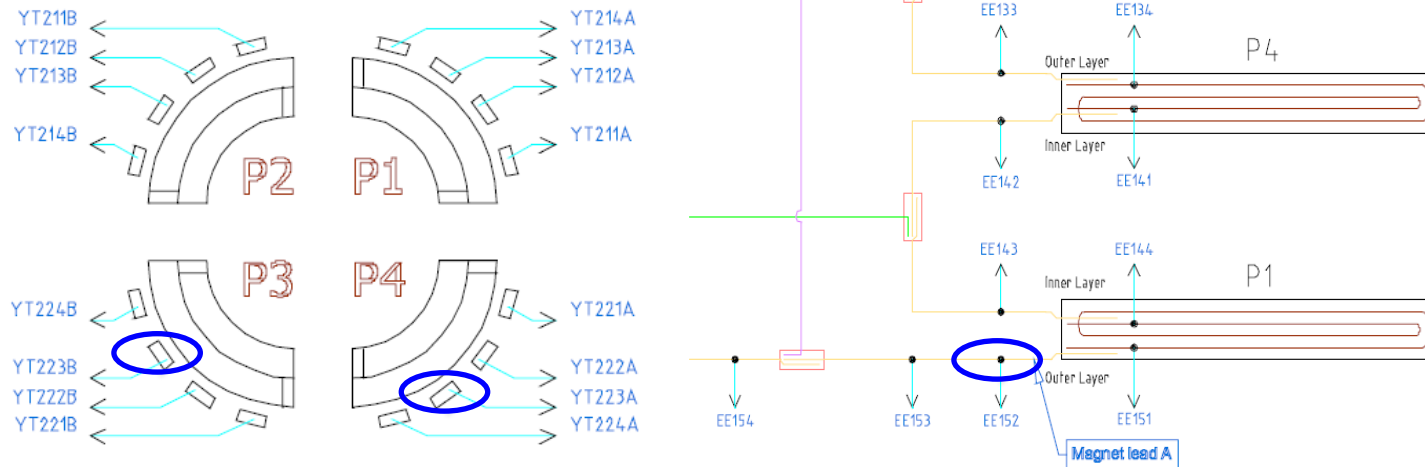 YT211B
YT212B
YT213B
YT214B
P2
P1
YT214A
YT213A
YT212A
YT211A
YT224B
YT223B
YT222B
YT221B
P3
P4
YT221A
YT222A
YT223A
YT224A
EE133
EE134
Outer Layer
P4
Inner Layer
EE142
EE141
EE143
EE144
Inner Layer
P1
Outer Layer
EE154
EE153
EE152
EE151
Magnet lead A